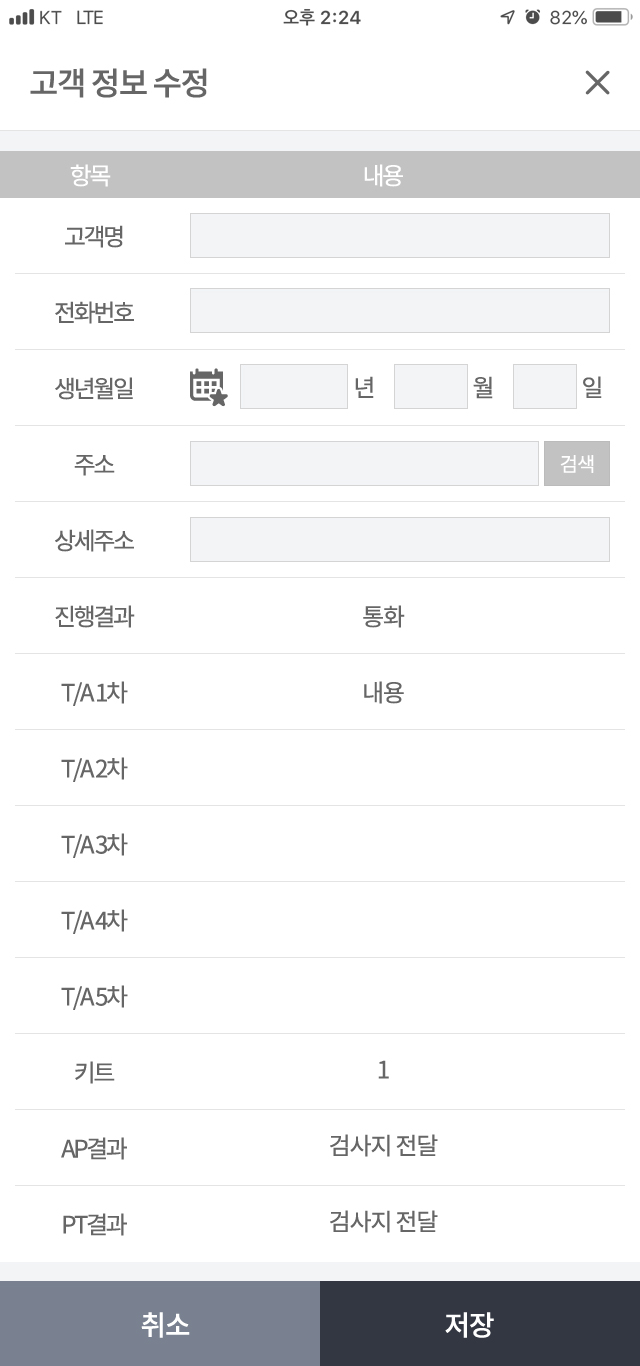 KT LTE 오후 2:24 82%
고객 정보 수정
항목 내용
고객명
전화번호
생년월일 년 월 일
주소 검색
상세주소
진행결과 통화
T/A1차 내용
T/A2차
T/A3차
T/A4차
T/A5차
키트 1
AP결과 검사지 전달
PT결과 검사지 전달
취소 저장